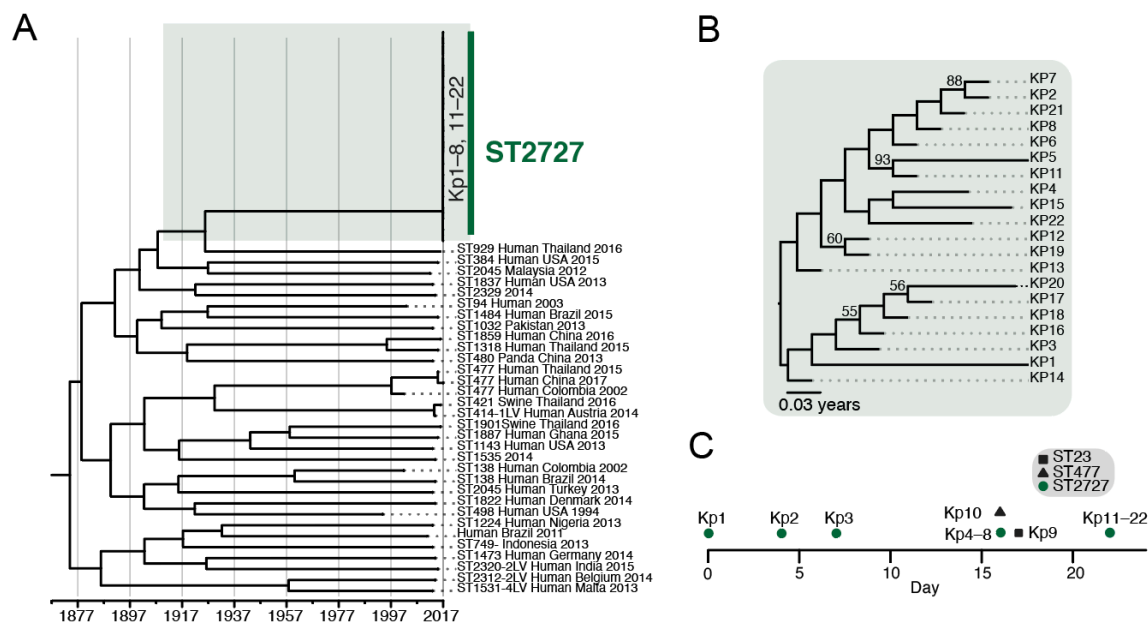 A
Kp1–8, 11–22
ST2727
ST929 Human Thailand 2016
ST384 Human USA 2015
ST2045 Malaysia 2012
ST1837 Human USA 2013
ST2329 2014
ST94 Human 2003
ST1484 Human Brazil 2015
ST1032 Pakistan 2013
ST1859 Human China 2016
ST1318 Human Thailand 2015
ST480 Panda China 2013
ST477 Human Thailand 2015
ST477 Human China 2017
ST477 Human Colombia 2002
ST421 Swine Thailand 2016
ST414-1LV Human Austria 2014
ST1901Swine Thailand 2016
ST1887 Human Ghana 2015
ST1143 Human USA 2013
ST1535 2014
ST138 Human Colombia 2002
ST138 Human Brazil 2014
ST2045 Human Turkey 2013
ST1822 Human Denmark 2014
ST498 Human USA 1994
ST1224 Human Nigeria 2013
Human Brazil 2011
ST749- Indonesia 2013
ST1473 Human Germany 2014
ST2320-2LV Human India 2015
ST2312-2LV Human Belgium 2014
ST1531-4LV Human Malta 2013
1877 1897 1917 1937 1957 1977 1997 2017
B
88
KP7
KP2
KP21
KP8
KP6
93
KP5
KP11
KP4
KP15
KP22
60
KP12
KP19
KP13
56
KP20
KP17
55
KP18
KP16
KP3
KP1
KP14
0.03 years
C
ST23
ST477
ST2727
Kp1 Kp2 Kp3 Kp10 Kp11–22
Kp4–8 Kp9
0 5 10 15 20
Day